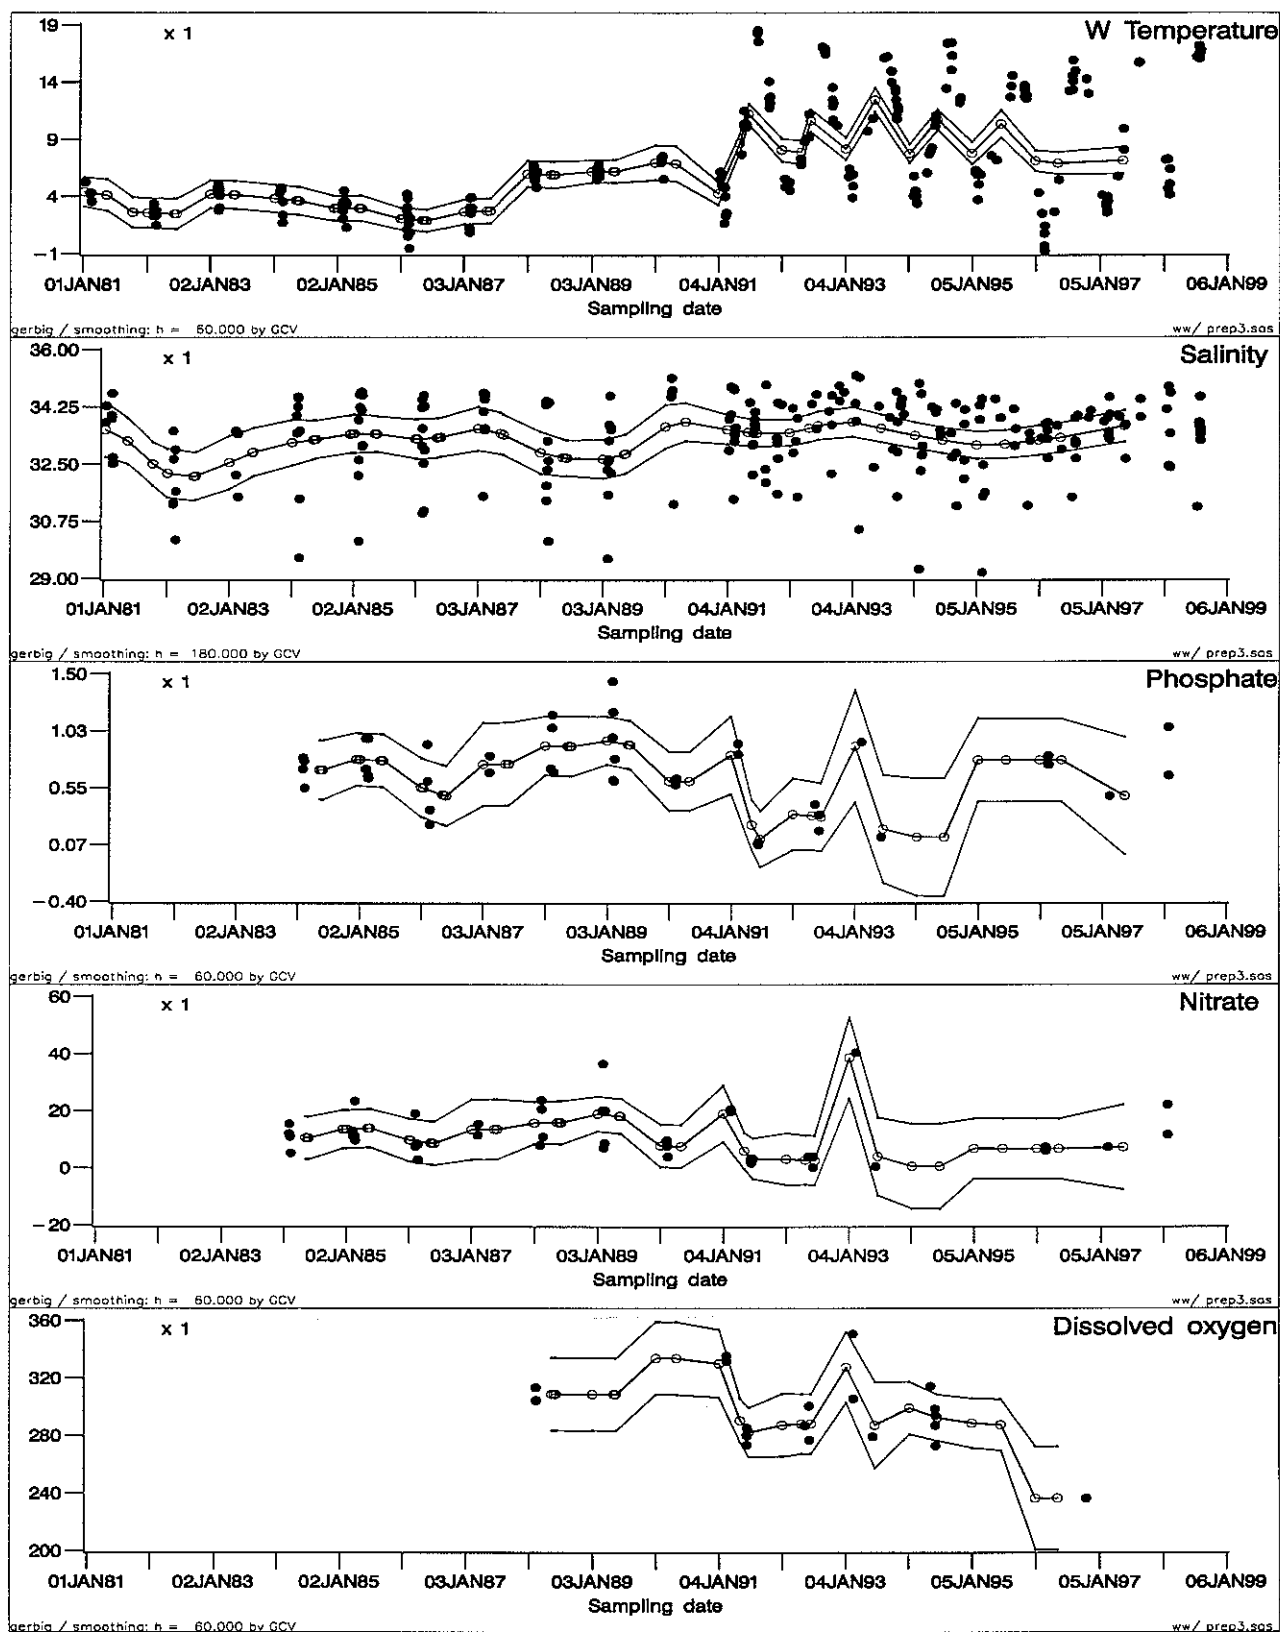 W Temperature
x 1
19
14
9
4
−1
01JAN81 02JAN83 02JAN85 03JAN87 03JAN89 04JAN91 04JAN93 05JAN95 05JAN97 06JAN99
Sampling date
gerbig / smoothing: h = 60.000 by GCV ww/ prep3.sas
Salinity
x 1
36.00
34.25
32.50
30.75
29.00
01JAN81 02JAN83 02JAN85 03JAN87 03JAN89 04JAN91 04JAN93 05JAN95 05JAN97 06JAN99
Sampling date
gerbig / smoothing: h = 180.000 by GCV ww/ prep3.sas
Phosphate
x 1
1.50
1.03
0.55
0.07
−0.40
01JAN81 02JAN83 02JAN85 03JAN87 03JAN89 04JAN91 04JAN93 05JAN95 05JAN97 06JAN99
Sampling date
gerbig / smoothing: h = 60.000 by GCV ww/ prep3.sas
Nitrate
x 1
60
40
20
0
−20
01JAN81 02JAN83 02JAN85 03JAN87 03JAN89 04JAN91 04JAN93 05JAN95 05JAN97 06JAN99
Sampling date
gerbig / smoothing: h = 60.000 by GCV ww/ prep3.sas
Dissolved oxygen
x 1
360
320
280
240
200
01JAN81 02JAN83 02JAN85 03JAN87 03JAN89 04JAN91 04JAN93 05JAN95 05JAN97 06JAN99
Sampling date
gerbig / smoothing: h = 60.000 by GCV ww/ prep3.sas